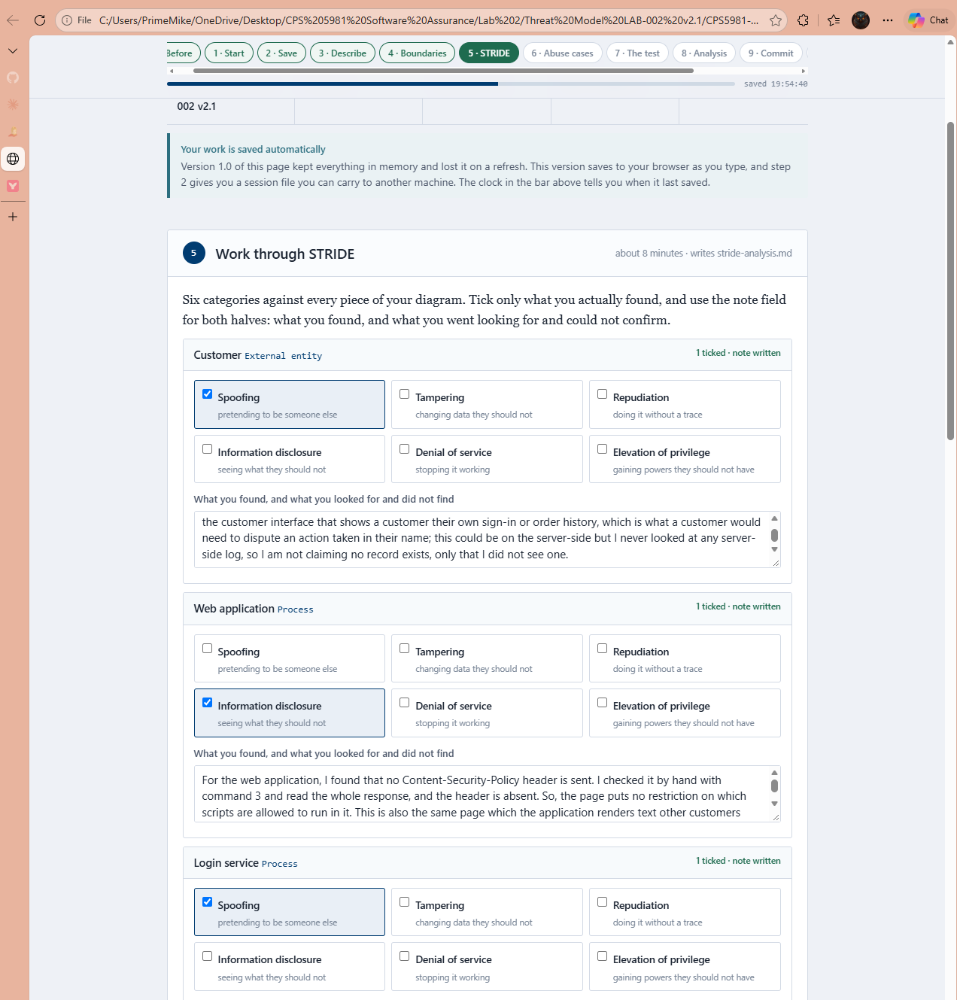 File C:/Users/PrimeMike/OneDrive/Desktop/CPS%205981%20Software%20Assurance/Lab%202/Threat%20Model%20LAB-002%20v2.1/CPS5981-...
Chat
Before
1 · Start
2 · Save
3 · Describe
4 · Boundaries
5 · STRIDE
6 · Abuse cases
7 · The test
8 · Analysis
9 · Commit
saved 19:54:40
002 v2.1
Your work is saved automatically
Version 1.0 of this page kept everything in memory and lost it on a refresh. This version saves to your browser as you type, and step
2 gives you a session file you can carry to another machine. The clock in the bar above tells you when it last saved.
5 Work through STRIDE
about 8 minutes · writes stride-analysis.md
Six categories against every piece of your diagram. Tick only what you actually found, and use the note field
for both halves: what you found, and what you went looking for and could not confirm.
Customer External entity
1 ticked · note written
Spoofing
pretending to be someone else
Tampering
changing data they should not
Repudiation
doing it without a trace
Information disclosure
seeing what they should not
Denial of service
stopping it working
Elevation of privilege
gaining powers they should not have
What you found, and what you looked for and did not find
the customer interface that shows a customer their own sign-in or order history, which is what a customer would
need to dispute an action taken in their name; this could be on the server-side but I never looked at any server-
side log, so I am not claiming no record exists, only that I did not see one.
Web application Process
1 ticked · note written
Spoofing
pretending to be someone else
Tampering
changing data they should not
Repudiation
doing it without a trace
Information disclosure
seeing what they should not
Denial of service
stopping it working
Elevation of privilege
gaining powers they should not have
What you found, and what you looked for and did not find
For the web application, I found that no Content-Security-Policy header is sent. I checked it by hand with
command 3 and read the whole response, and the header is absent. So, the page puts no restriction on which
scripts are allowed to run in it. This is also the same page which the application renders text other customers
Login service Process
1 ticked · note written
Spoofing
pretending to be someone else
Tampering
changing data they should not
Repudiation
doing it without a trace
Information disclosure
seeing what they should not
Denial of service
stopping it working
Elevation of privilege
gaining powers they should not have